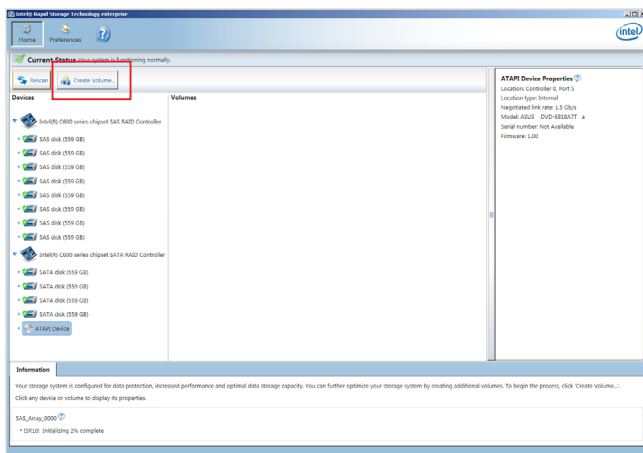 Intel® Rapid Storage Technology enterprise
Home
Preferences
intel
Current Status Your system is functioning normally.
Rescan
Create Volume...
Devices
Volumes
Intel(R) C600 series chipset SAS RAID Controller
SAS disk (559 GB)
SAS disk (559 GB)
SAS disk (559 GB)
SAS disk (559 GB)
SAS disk (559 GB)
SAS disk (559 GB)
SAS disk (559 GB)
SAS disk (559 GB)
Intel(R) C600 series chipset SATA RAID Controller
SATA disk (559 GB)
SATA disk (559 GB)
SATA disk (559 GB)
SATA disk (559 GB)
ATAPI Device
ATAPI Device Properties
Location: Controller 0, Port 5
Location type: Internal
Negotiated link rate: 1.5 Gb/s
Model: ASUS DVD-E818A7T a
Serial number: Not Available
Firmware: 1.00
Information
Your storage system is configured for data protection, increased performance and optimal data storage capacity. You can further optimize your storage system by creating additional volumes. To begin the process, click 'Create Volume...'.
Click any device or volume to display its properties.
SAS_Array_0000
• ISR10: Initializing 2% complete